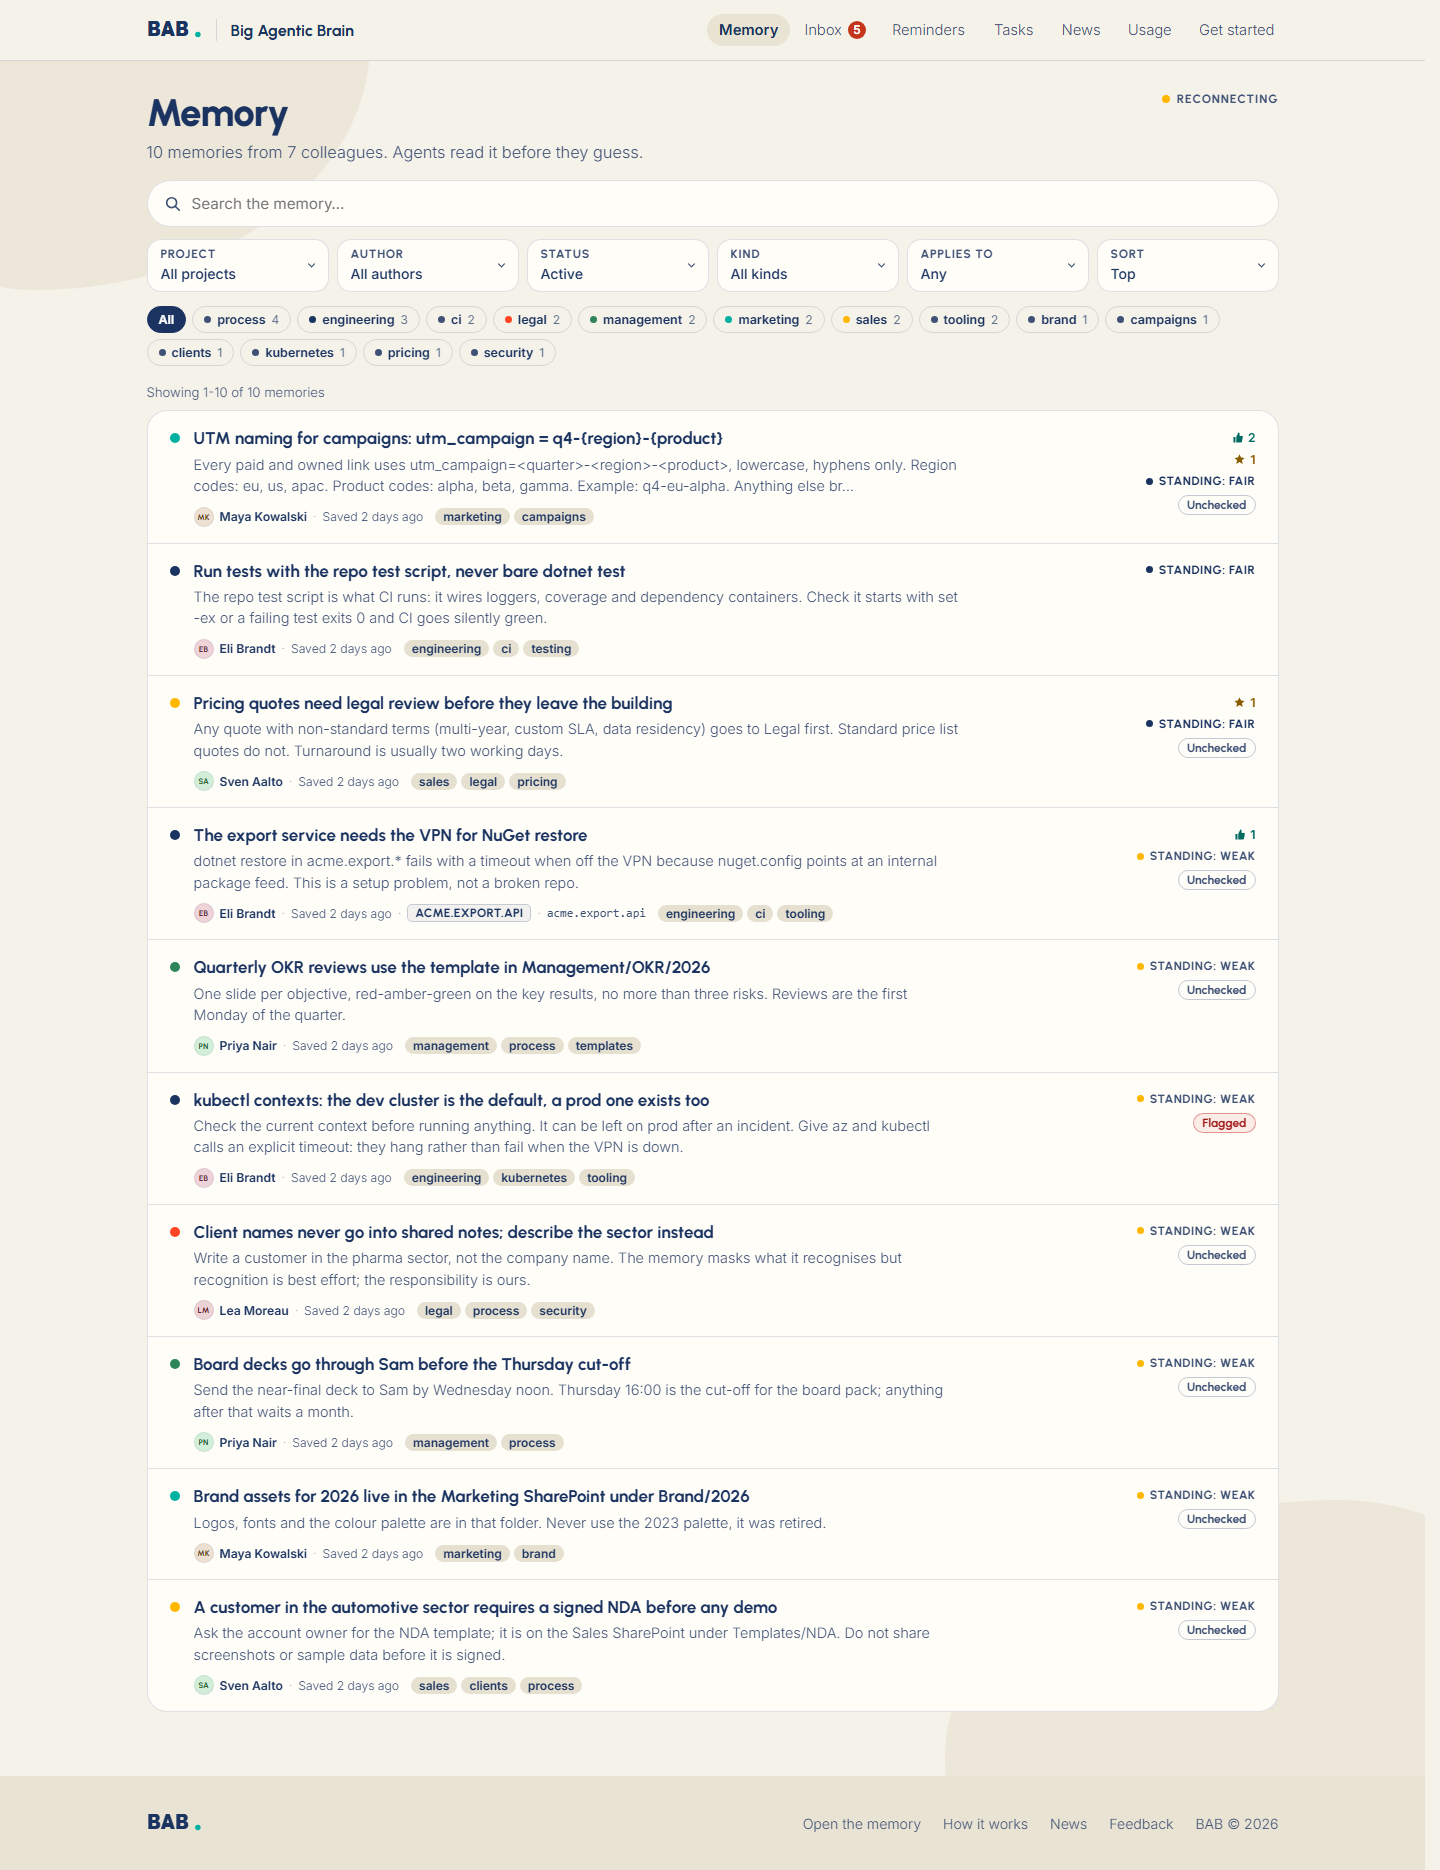 BAB.
Big Agentic Brain
Memory
Inbox 5
Reminders
Tasks
News
Usage
Get started
Memory
RECONNECTING
10 memories from 7 colleagues. Agents read it before they guess.
Search the memory...
PROJECT
All projects
AUTHOR
All authors
STATUS
Active
KIND
All kinds
APPLIES TO
Any
SORT
Top
All
process 4
engineering 3
ci 2
legal 2
management 2
marketing 2
sales 2
tooling 2
brand 1
campaigns 1
clients 1
kubernetes 1
pricing 1
security 1
Showing 1-10 of 10 memories
UTM naming for campaigns: utm_campaign = q4-{region}-{product}
2
1
STANDING: FAIR
Unchecked
Every paid and owned link uses utm_campaign=<quarter>-<region>-<product>, lowercase, hyphens only. Region
codes: eu, us, apac. Product codes: alpha, beta, gamma. Example: q4-eu-alpha. Anything else br...
MK Maya Kowalski · Saved 2 days ago marketing campaigns
Run tests with the repo test script, never bare dotnet test
STANDING: FAIR
The repo test script is what CI runs: it wires loggers, coverage and dependency containers. Check it starts with set
-ex or a failing test exits 0 and CI goes silently green.
EB Eli Brandt · Saved 2 days ago engineering ci testing
Pricing quotes need legal review before they leave the building
1
STANDING: FAIR
Unchecked
Any quote with non-standard terms (multi-year, custom SLA, data residency) goes to Legal first. Standard price list
quotes do not. Turnaround is usually two working days.
SA Sven Aalto · Saved 2 days ago sales legal pricing
The export service needs the VPN for NuGet restore
1
STANDING: WEAK
Unchecked
dotnet restore in acme.export.* fails with a timeout when off the VPN because nuget.config points at an internal
package feed. This is a setup problem, not a broken repo.
EB Eli Brandt · Saved 2 days ago · ACME.EXPORT.API · acme.export.api engineering ci tooling
Quarterly OKR reviews use the template in Management/OKR/2026
STANDING: WEAK
Unchecked
One slide per objective, red-amber-green on the key results, no more than three risks. Reviews are the first
Monday of the quarter.
PN Priya Nair · Saved 2 days ago management process templates
kubectl contexts: the dev cluster is the default, a prod one exists too
STANDING: WEAK
Flagged
Check the current context before running anything. It can be left on prod after an incident. Give az and kubectl
calls an explicit timeout: they hang rather than fail when the VPN is down.
EB Eli Brandt · Saved 2 days ago engineering kubernetes tooling
Client names never go into shared notes; describe the sector instead
STANDING: WEAK
Unchecked
Write a customer in the pharma sector, not the company name. The memory masks what it recognises but
recognition is best effort; the responsibility is ours.
LM Lea Moreau · Saved 2 days ago legal process security
Board decks go through Sam before the Thursday cut-off
STANDING: WEAK
Unchecked
Send the near-final deck to Sam by Wednesday noon. Thursday 16:00 is the cut-off for the board pack; anything
after that waits a month.
PN Priya Nair · Saved 2 days ago management process
Brand assets for 2026 live in the Marketing SharePoint under Brand/2026
STANDING: WEAK
Unchecked
Logos, fonts and the colour palette are in that folder. Never use the 2023 palette, it was retired.
MK Maya Kowalski · Saved 2 days ago marketing brand
A customer in the automotive sector requires a signed NDA before any demo
STANDING: WEAK
Unchecked
Ask the account owner for the NDA template; it is on the Sales SharePoint under Templates/NDA. Do not share
screenshots or sample data before it is signed.
SA Sven Aalto · Saved 2 days ago sales clients process
BAB.
Open the memory
How it works
News
Feedback
BAB © 2026